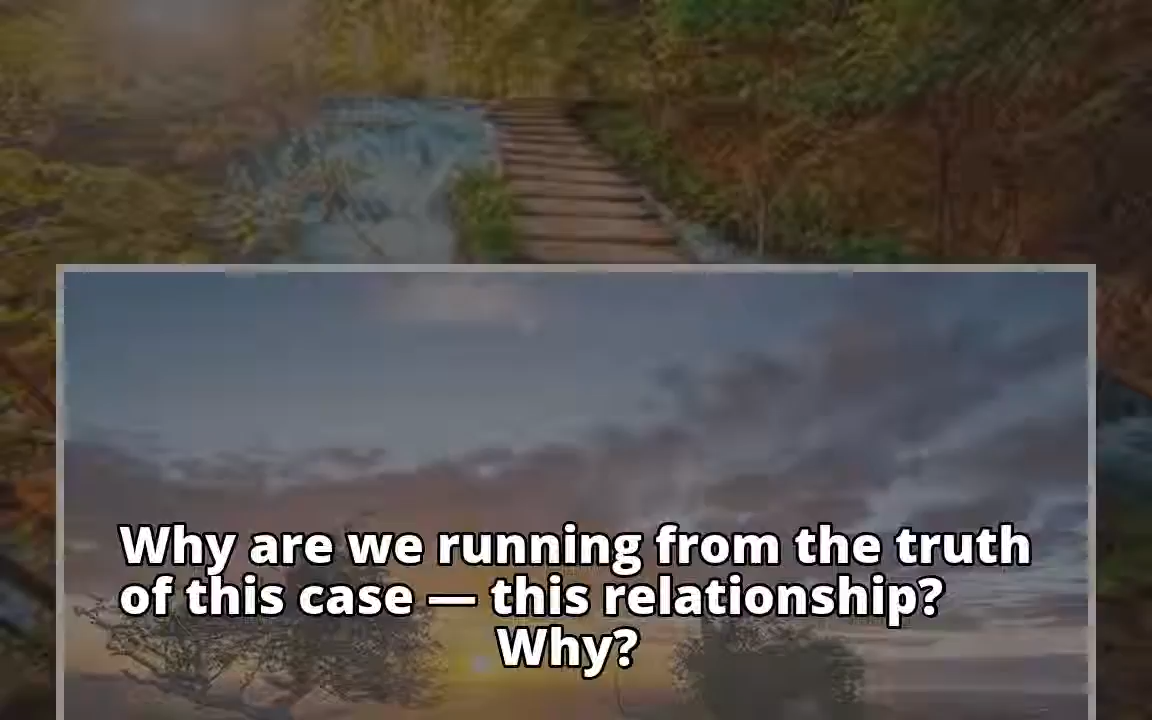 Why are we running from the truth
of this case — this relationship?
Why?